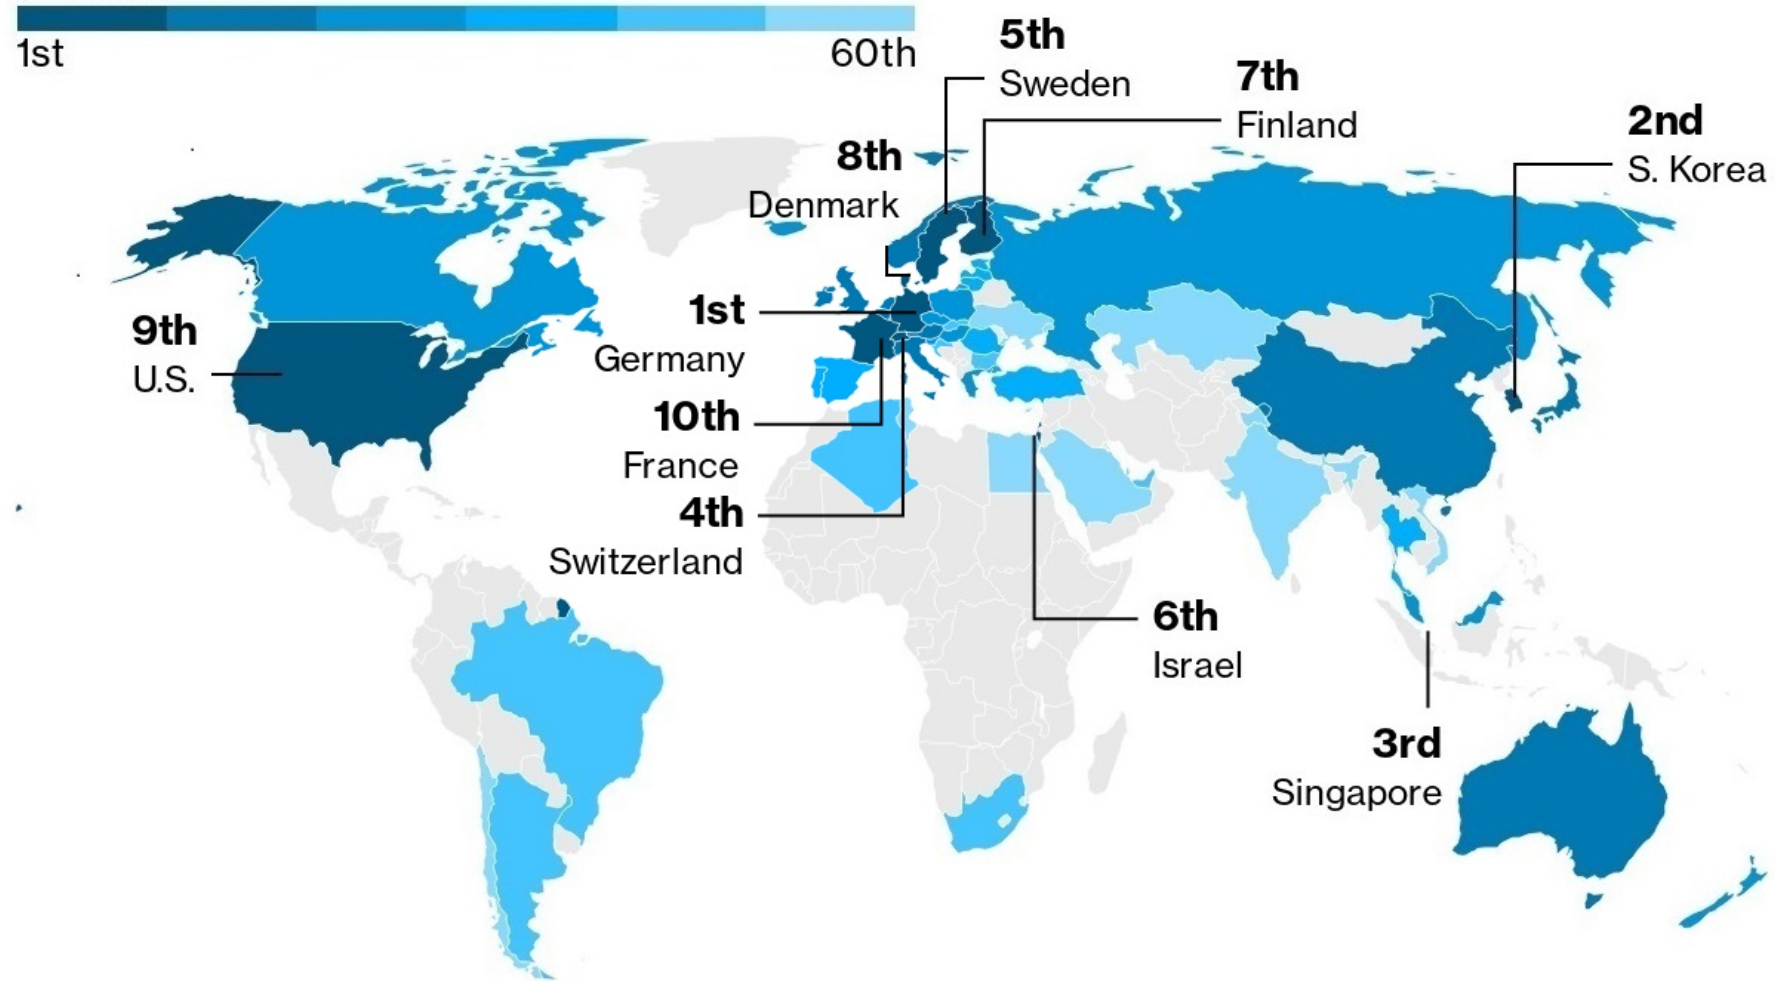 1st
60th
5th
Sweden
7th
Finland
2nd
S. Korea
8th
Denmark
1st
Germany
9th
U.S.
10th
France
4th
Switzerland
6th
Israel
3rd
Singapore